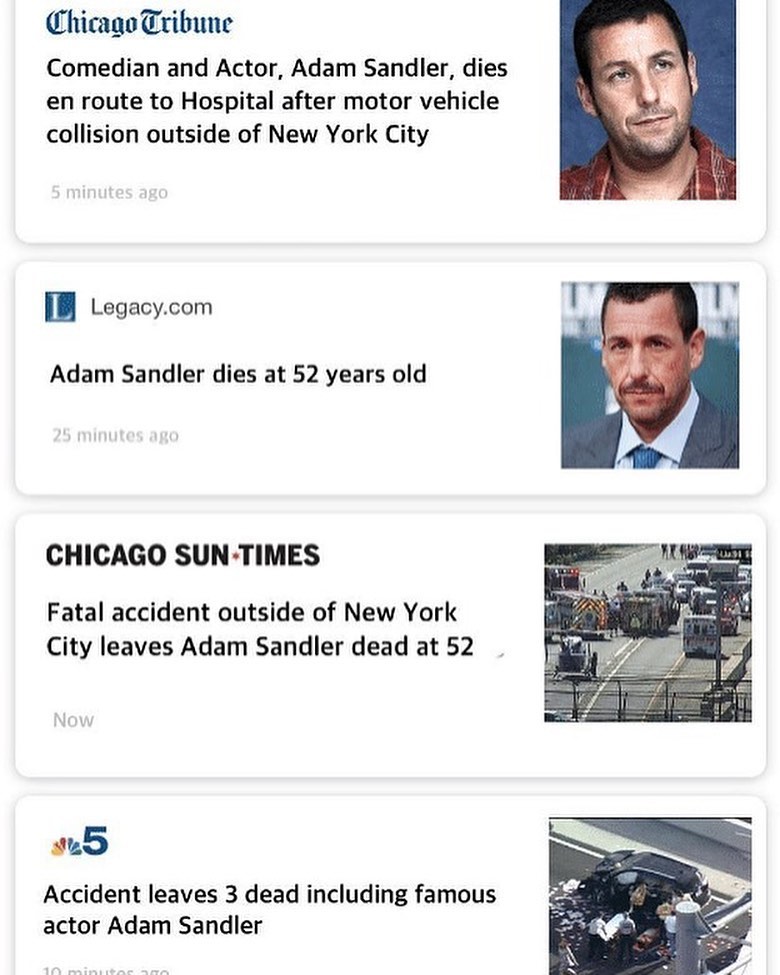 Chicago Tribune
Comedian and Actor, Adam Sandler, dies
en route to Hospital after motor vehicle
collision outside of New York City
5 minutes ago
L Legacy.com
Adam Sandler dies at 52 years old
25 minutes ago
CHICAGO SUN TIMES
Fatal accident outside of New York
City leaves Adam Sandler dead at 52
Now
5
Accident leaves 3 dead including famous
actor Adam Sandler
10 minutes ago